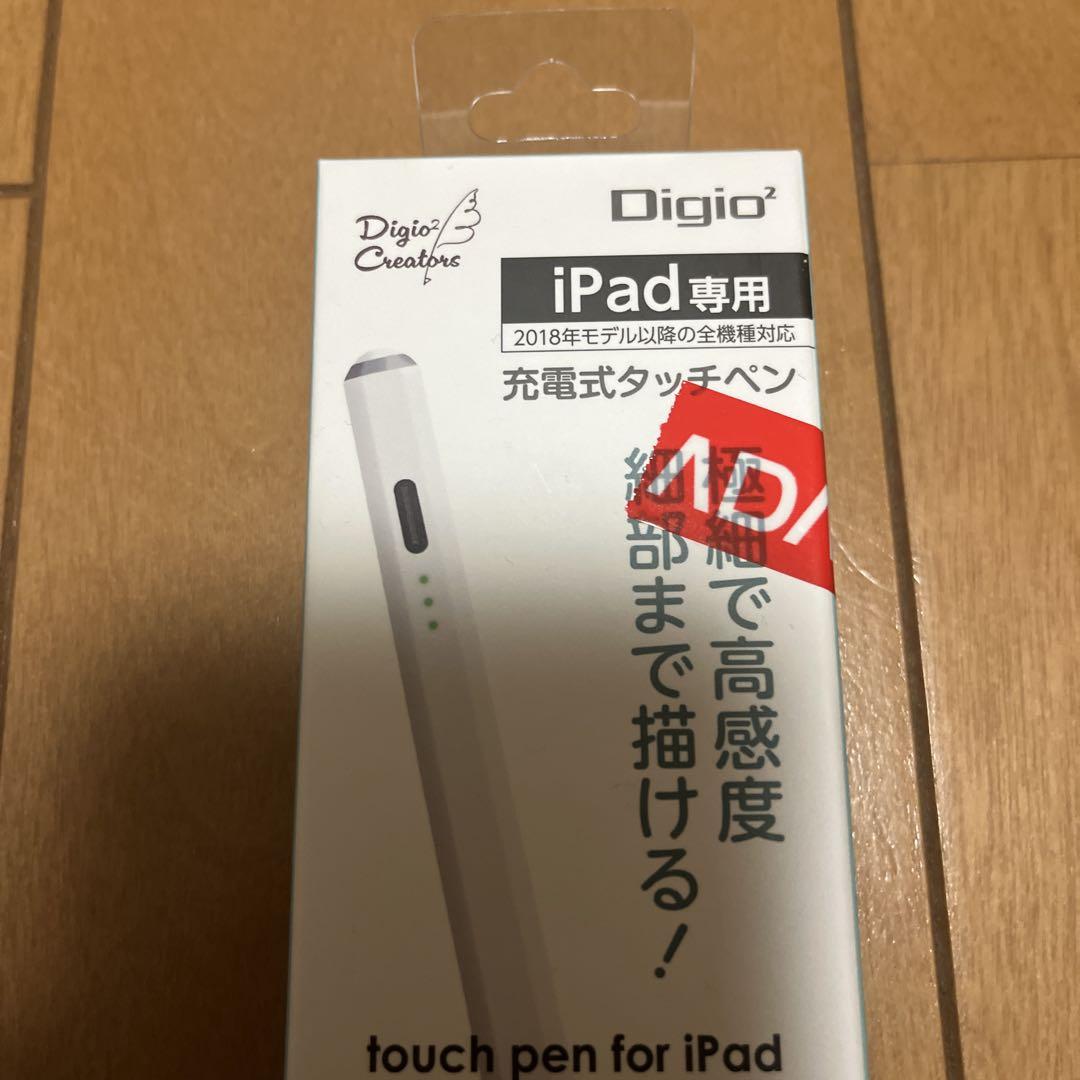 Digio²
Creators
Digio²
iPad専用
2018年モデル以降の全機種対応
充電式タッチペン
極細で高感度
細部まで描ける!
touch pen for iPad